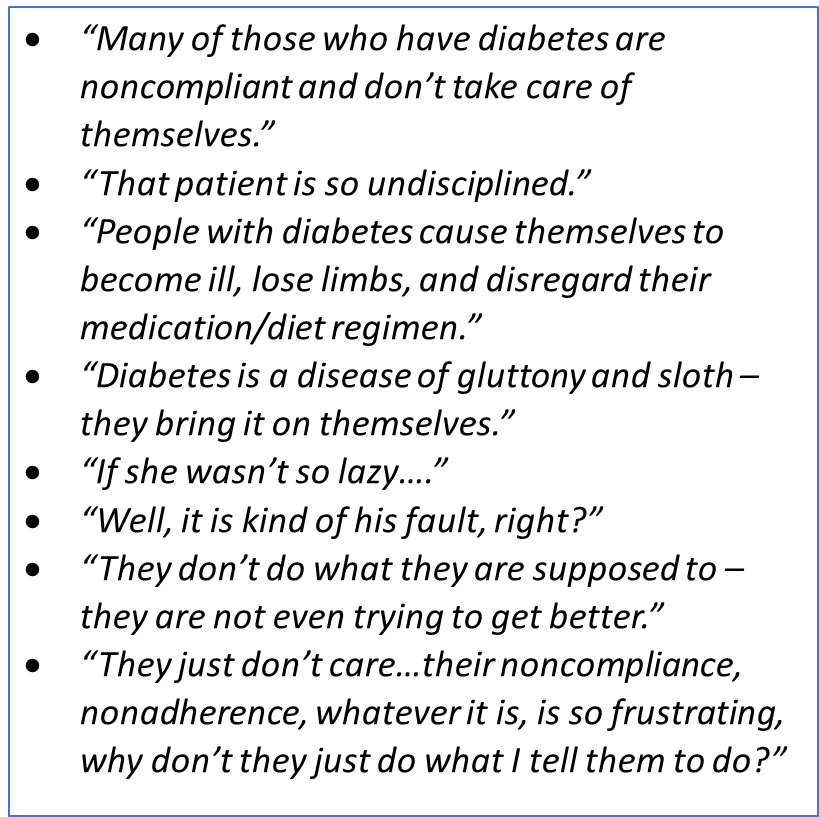 • “Many of those who have diabetes are
noncompliant and don’t take care of
themselves.”
• “That patient is so undisciplined.”
• “People with diabetes cause themselves to
become ill, lose limbs, and disregard their
medication/diet regimen.”
• “Diabetes is a disease of gluttony and sloth –
they bring it on themselves.”
• “If she wasn’t so lazy….”
• “Well, it is kind of his fault, right?”
• “They don’t do what they are supposed to –
they are not even trying to get better.”
• “They just don’t care…their noncompliance,
nonadherence, whatever it is, is so frustrating,
why don’t they just do what I tell them to do?”